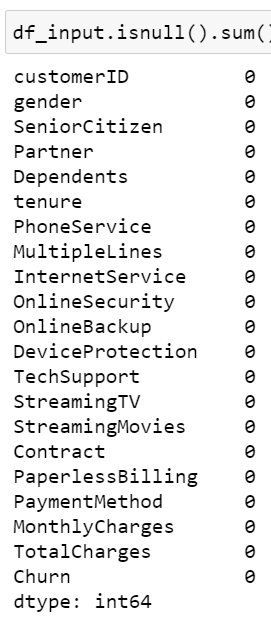 df_input.isnull().sum()
customerID 0
gender 0
SeniorCitizen 0
Partner 0
Dependents 0
tenure 0
PhoneService 0
MultipleLines 0
InternetService 0
OnlineSecurity 0
OnlineBackup 0
DeviceProtection 0
TechSupport 0
StreamingTV 0
StreamingMovies 0
Contract 0
PaperlessBilling 0
PaymentMethod 0
MonthlyCharges 0
TotalCharges 0
Churn 0
dtype: int64